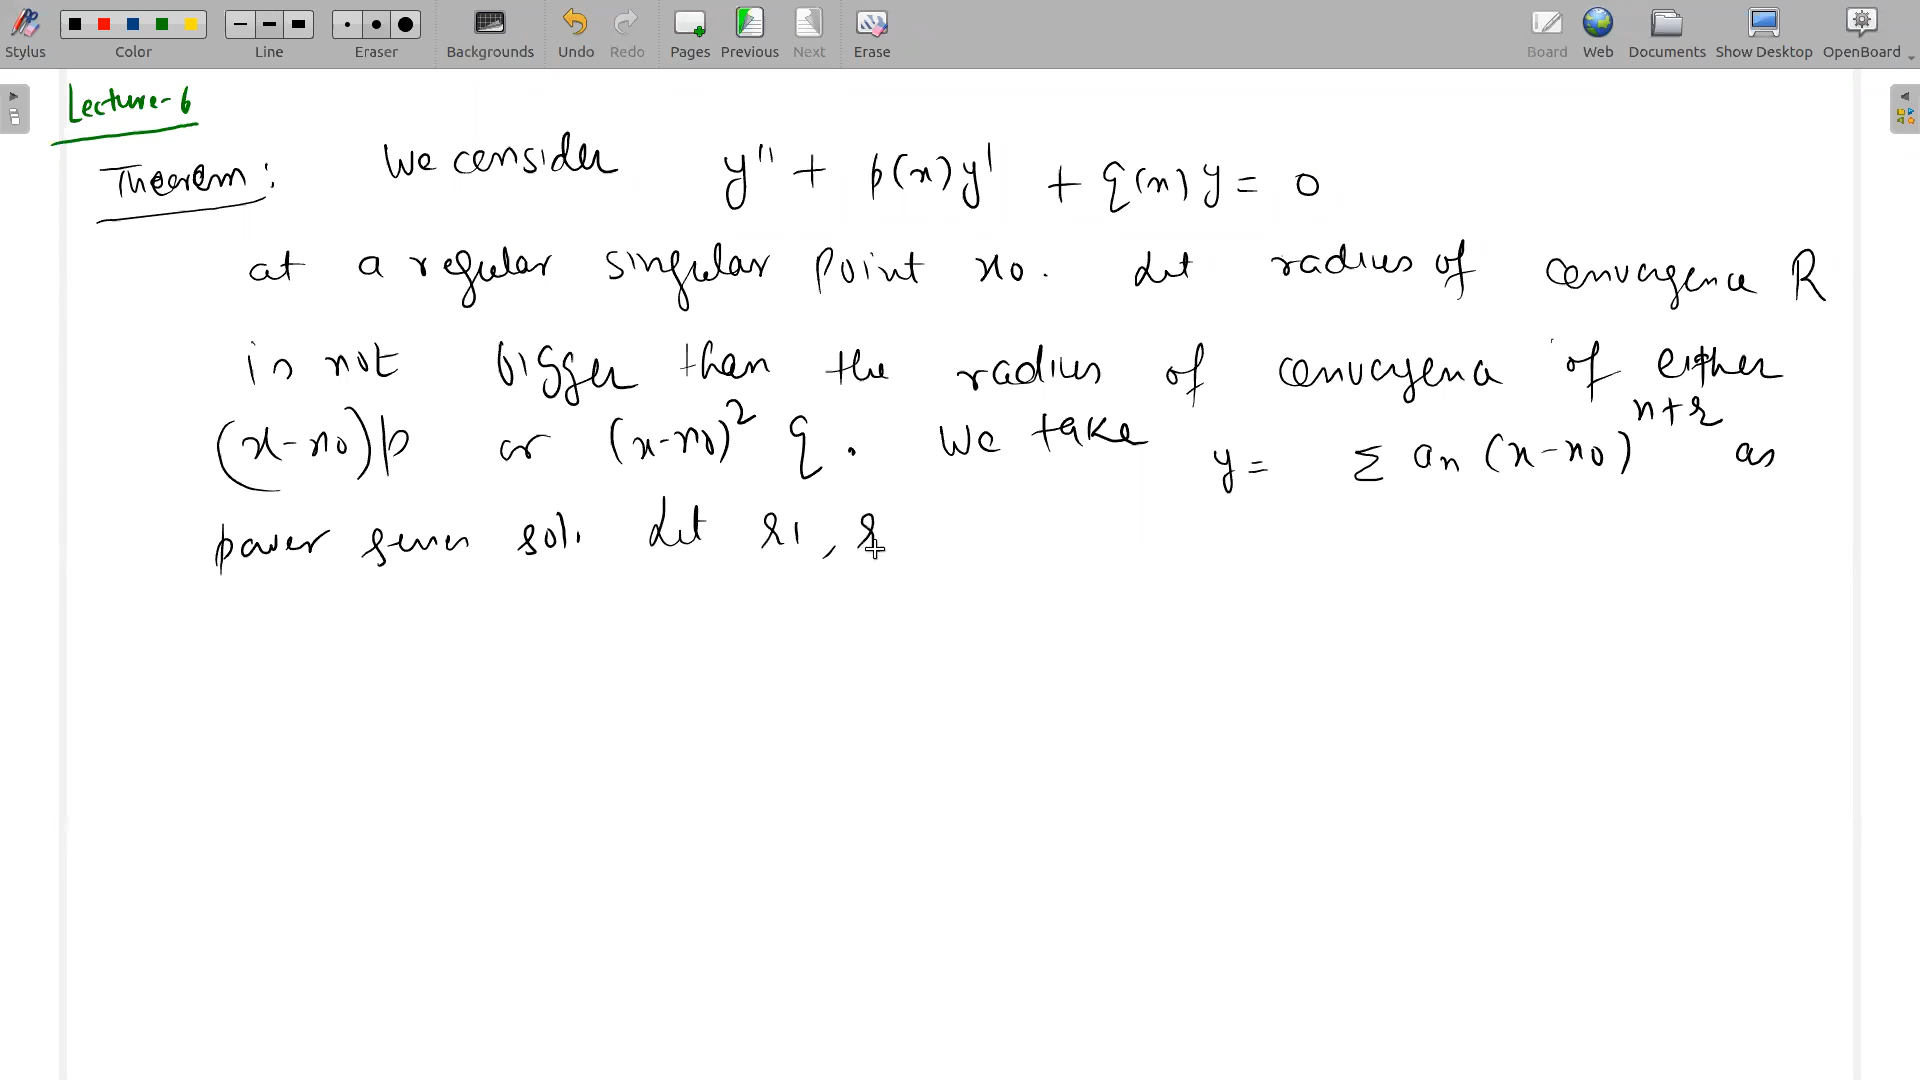 Stylus Color Line Eraser Backgrounds Undo Redo Pages Previous Next Erase Board Web Documents Show Desktop OpenBoard
Lecture-6
Theorem: We consider y'' + p(x)y' + q(x)y = 0
at a regular singular point x0. Let radius of convergence R
is not bigger than the radius of convergence of either
(x-x0)p or (x-x0)^2 q. We take y = Σ an (x-x0)^{n+r} as
power series sol. Let r1, r